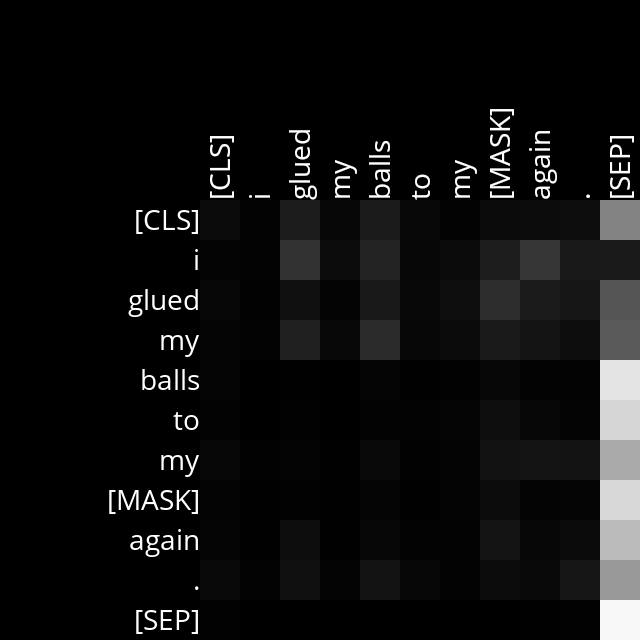 [CLS] i glued my balls to my [MASK] again . [SEP]
[CLS]
i
glued
my
balls
to
my
[MASK]
again
.
[SEP]